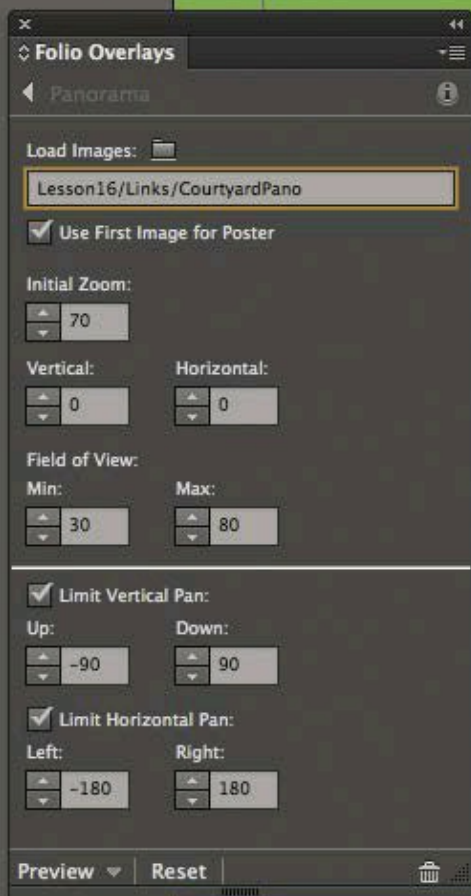 Folio Overlays
Panorama
Load Images:
Lesson16/Links/CourtyardPano
Use First Image for Poster
Initial Zoom:
70
Vertical: Horizontal:
0 0
Field of View:
Min: Max:
30 80
Limit Vertical Pan:
Up: Down:
-90 90
Limit Horizontal Pan:
Left: Right:
-180 180
Preview Reset